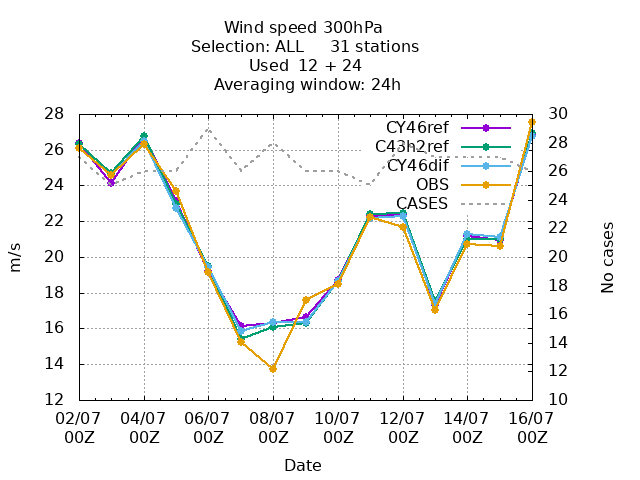 Wind speed 300hPa
Selection: ALL 31 stations
Used 12 + 24
Averaging window: 24h
28 30
CY46ref
26 28
C43h2ref
CY46dif
24 26
OBS
CASES
24
22 22
20 20
18 18
16 16
14 14
12
12 10
m/s
No cases
02/07 04/07 06/07 08/07 10/07 12/07 14/07 16/07
00Z 00Z 00Z 00Z 00Z 00Z 00Z 00Z
Date